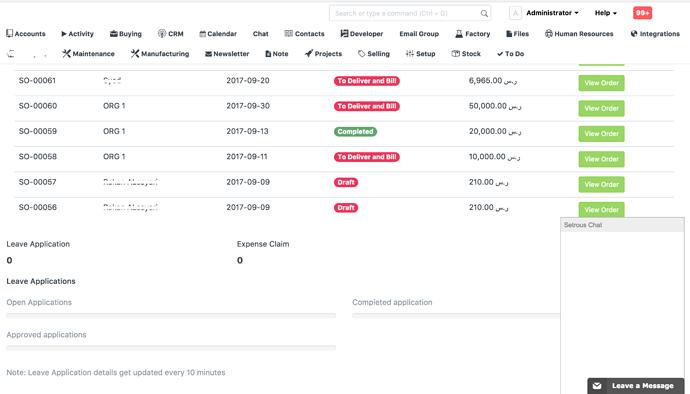 Search or type a command (Ctrl + G)
A Administrator Help 99+
Accounts Activity Buying CRM Calendar Chat Contacts Developer Email Group Factory Files Human Resources Integrations
Maintenance Manufacturing Newsletter Note Projects Selling Setup Stock To Do
SO-00061 2017-09-20 To Deliver and Bill 6,965.00 ر.س View Order
SO-00060 ORG 1 2017-09-30 To Deliver and Bill 50,000.00 ر.س View Order
SO-00059 ORG 1 2017-09-13 Completed 20,000.00 ر.س View Order
SO-00058 ORG 1 2017-09-11 To Deliver and Bill 10,000.00 ر.س View Order
SO-00057 2017-09-09 Draft 210.00 ر.س View Order
SO-00056 2017-09-09 Draft 210.00 ر.س View Order
Seirous Chat
Leave Application Expense Claim
0 0
Leave Applications
Open Applications Completed application
Approved applications
Note: Leave Application details get updated every 10 minutes
Leave a Message